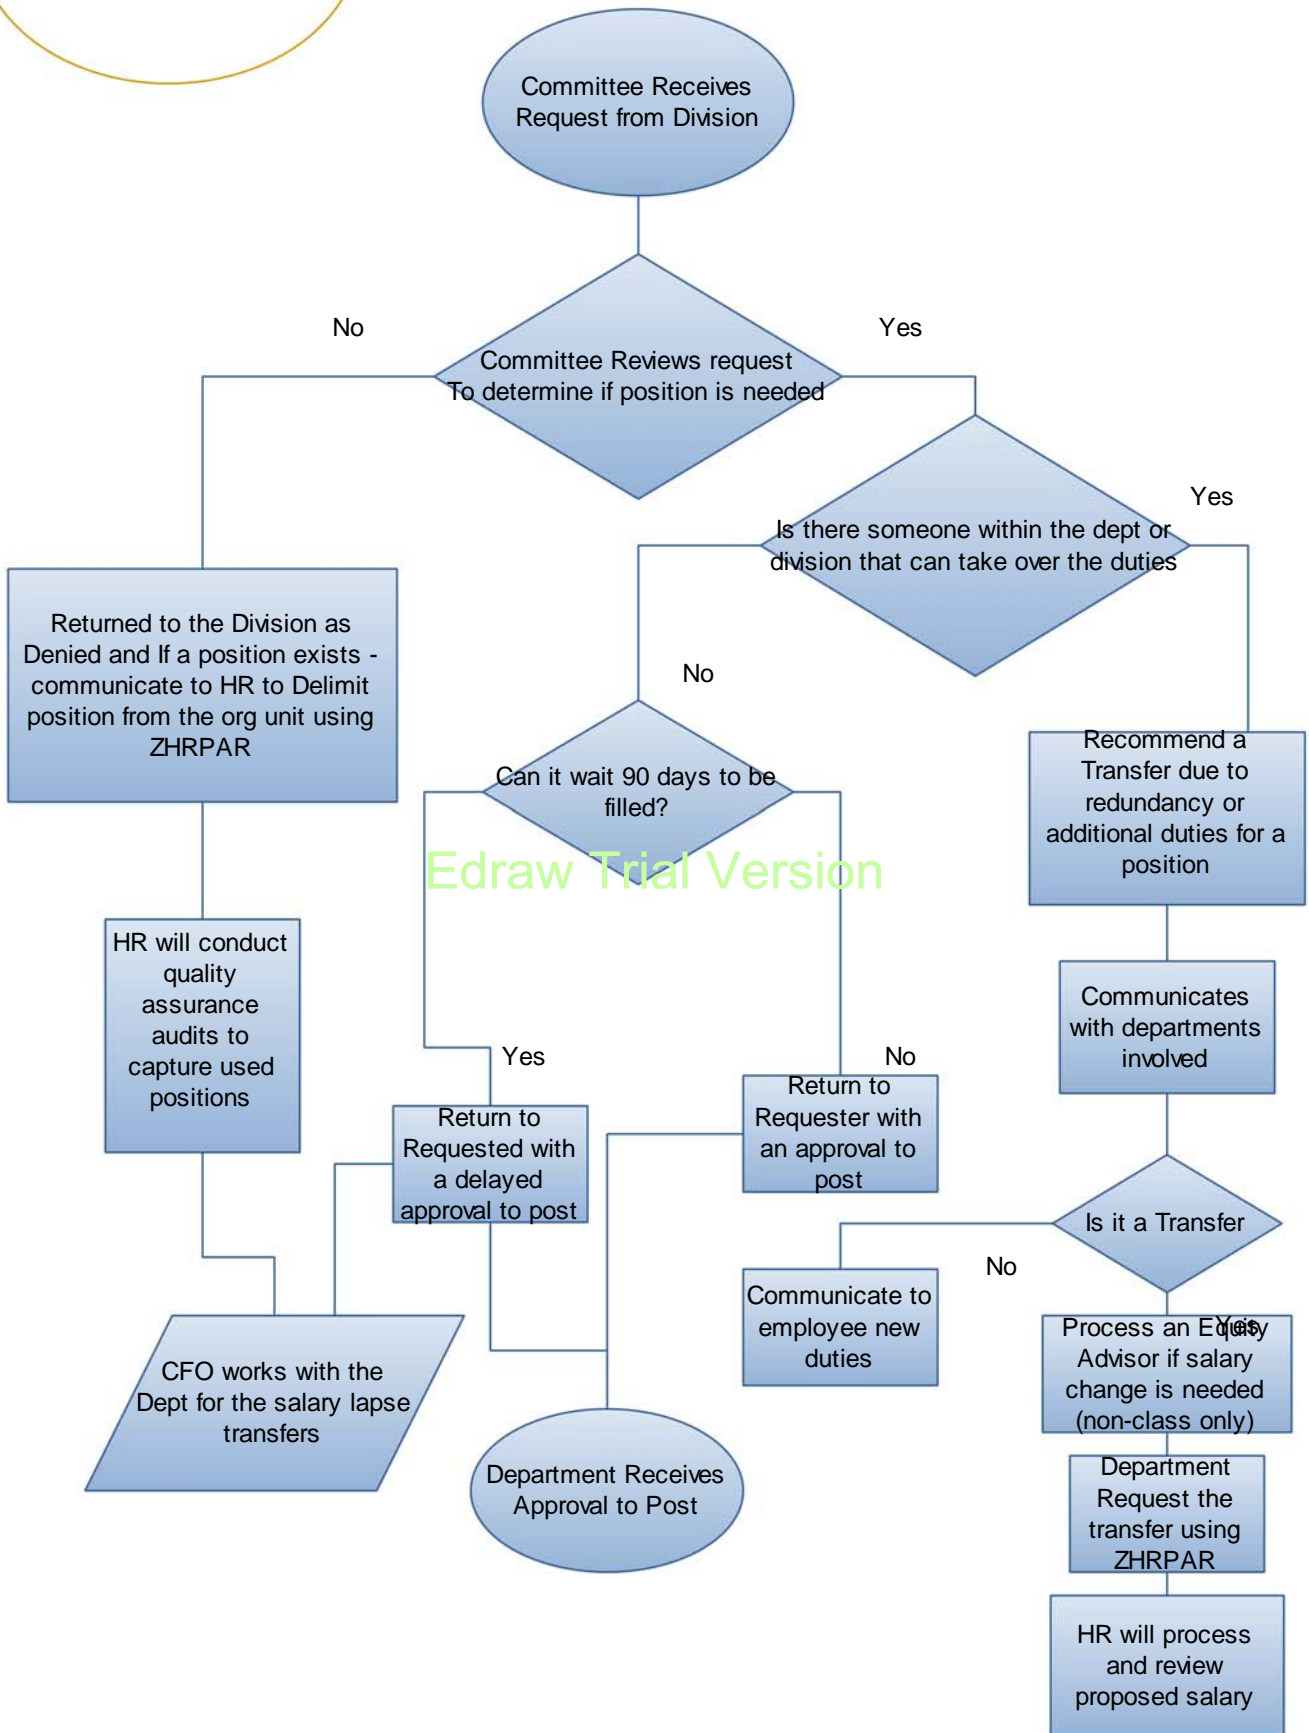 Committee Receives
Request from Division
No
Yes
Committee Reviews request
To determine if position is needed
Yes
Is there someone within the dept or
division that can take over the duties
Returned to the Division as
Denied and If a position exists -
communicate to HR to Delimit
position from the org unit using
ZHRPAR
No
Can it wait 90 days to be
filled?
Recommend a
Transfer due to
redundancy or
additional duties for a
position
Edraw Trial Version
HR will conduct
quality
assurance
audits to
capture used
positions
Communicates
with departments
involved
Yes
No
Return to
Requested with
a delayed
approval to post
Return to
Requester with
an approval to
post
Is it a Transfer
No
Communicate to
employee new
duties
Yes
Process an Equity
Advisor if salary
change is needed
(non-class only)
CFO works with the
Dept for the salary lapse
transfers
Department Receives
Approval to Post
Department
Request the
transfer using
ZHRPAR
HR will process
and review
proposed salary